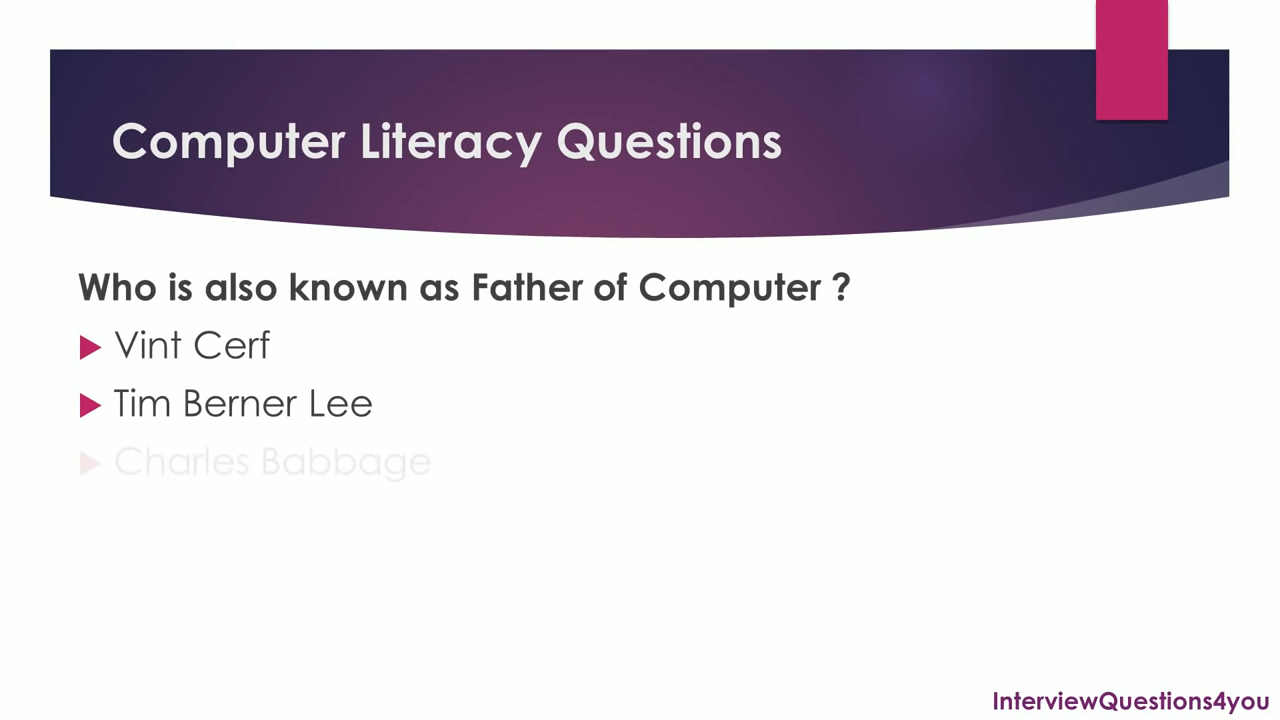 Computer Literacy Questions
Who is also known as Father of Computer ?
Vint Cerf
Tim Berner Lee
Charles Babbage
InterviewQuestions4you